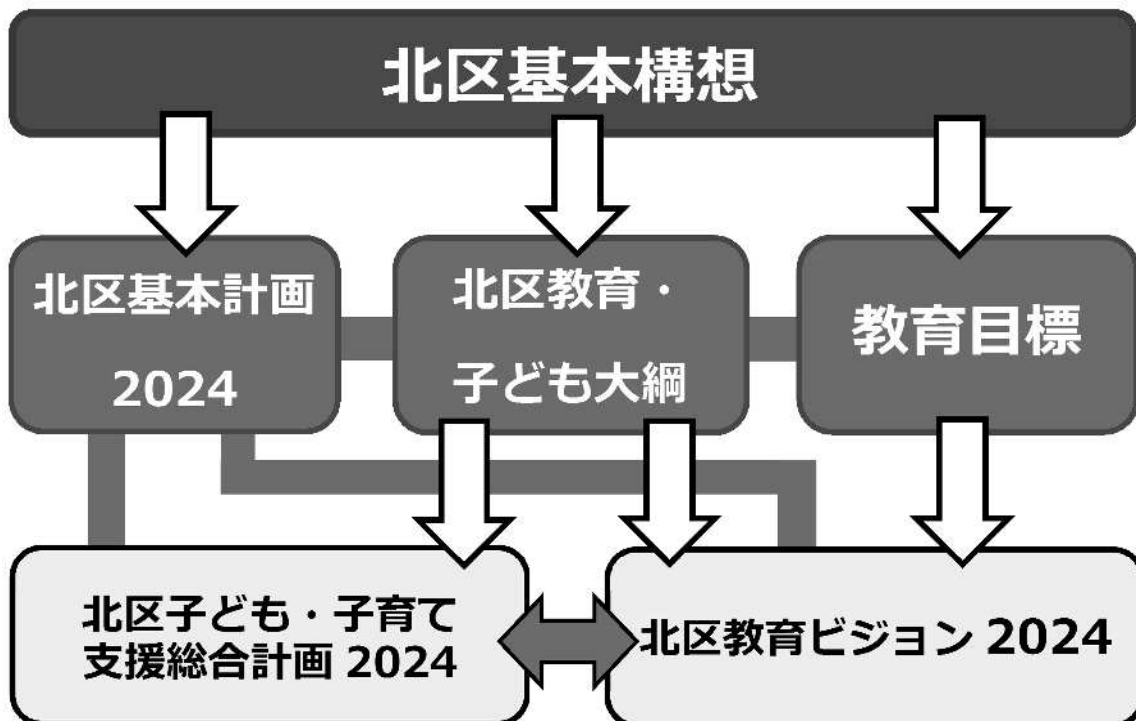 北区基本構想
北区基本計画
2024
北区教育・
子ども大綱
教育目標
北区子ども・子育て
支援総合計画 2024
北区教育ビジョン 2024